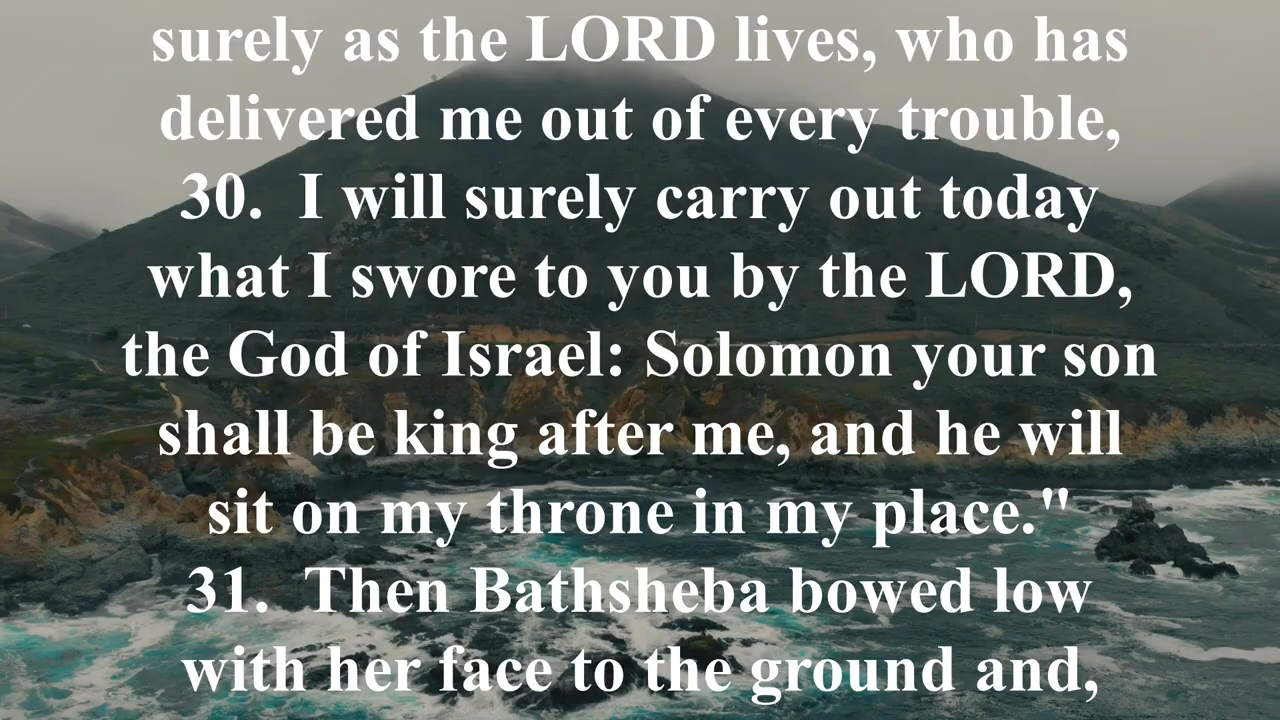 surely as the LORD lives, who has
delivered me out of every trouble,
30.  I will surely carry out today
what I swore to you by the LORD,
the God of Israel: Solomon your son
shall be king after me, and he will
sit on my throne in my place."
31.  Then Bathsheba bowed low
with her face to the ground and,